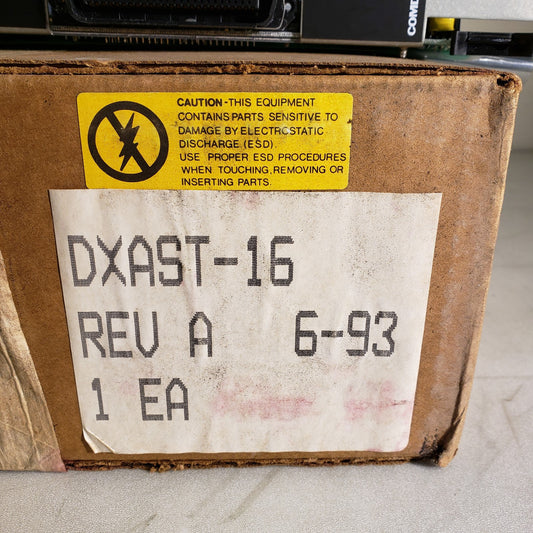 COMD
CAUTION-THIS EQUIPMENT
CONTAINS PARTS SENSITIVE TO
DAMAGE BY ELECTROSTATIC
DISCHARGE (ESD).
USE PROPER ESD PROCEDURES
WHEN TOUCHING, REMOVING OR
INSERTING PARTS.
DXAST-16
REV A 6-93
1 EA